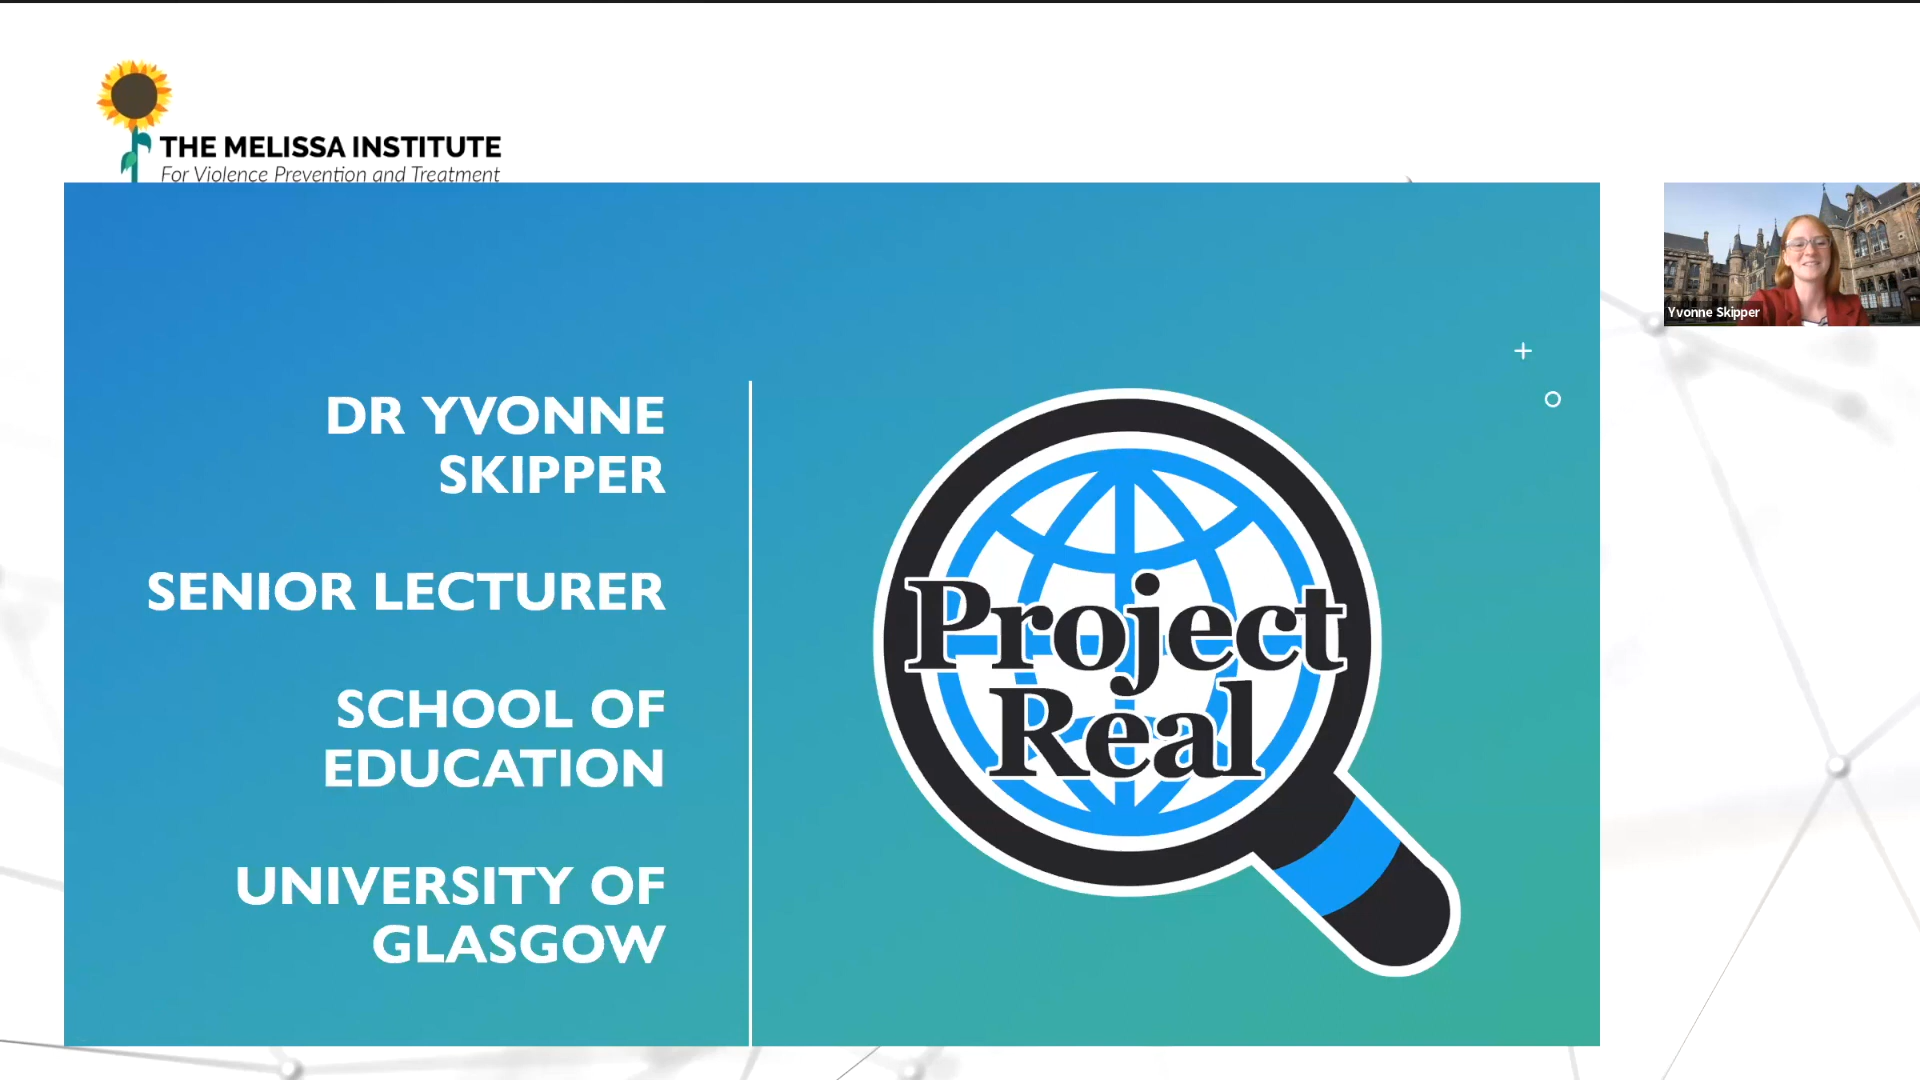 THE MELISSA INSTITUTE
For Violence Prevention and Treatment
DR YVONNE
SKIPPER
SENIOR LECTURER
SCHOOL OF
EDUCATION
UNIVERSITY OF
GLASGOW
Project
Real
Yvonne Skipper